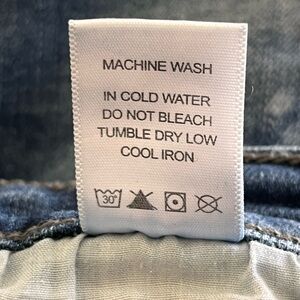 MACHINE WASH
IN COLD WATER
DO NOT BLEACH
TUMBLE DRY LOW
COOL IRON
30°